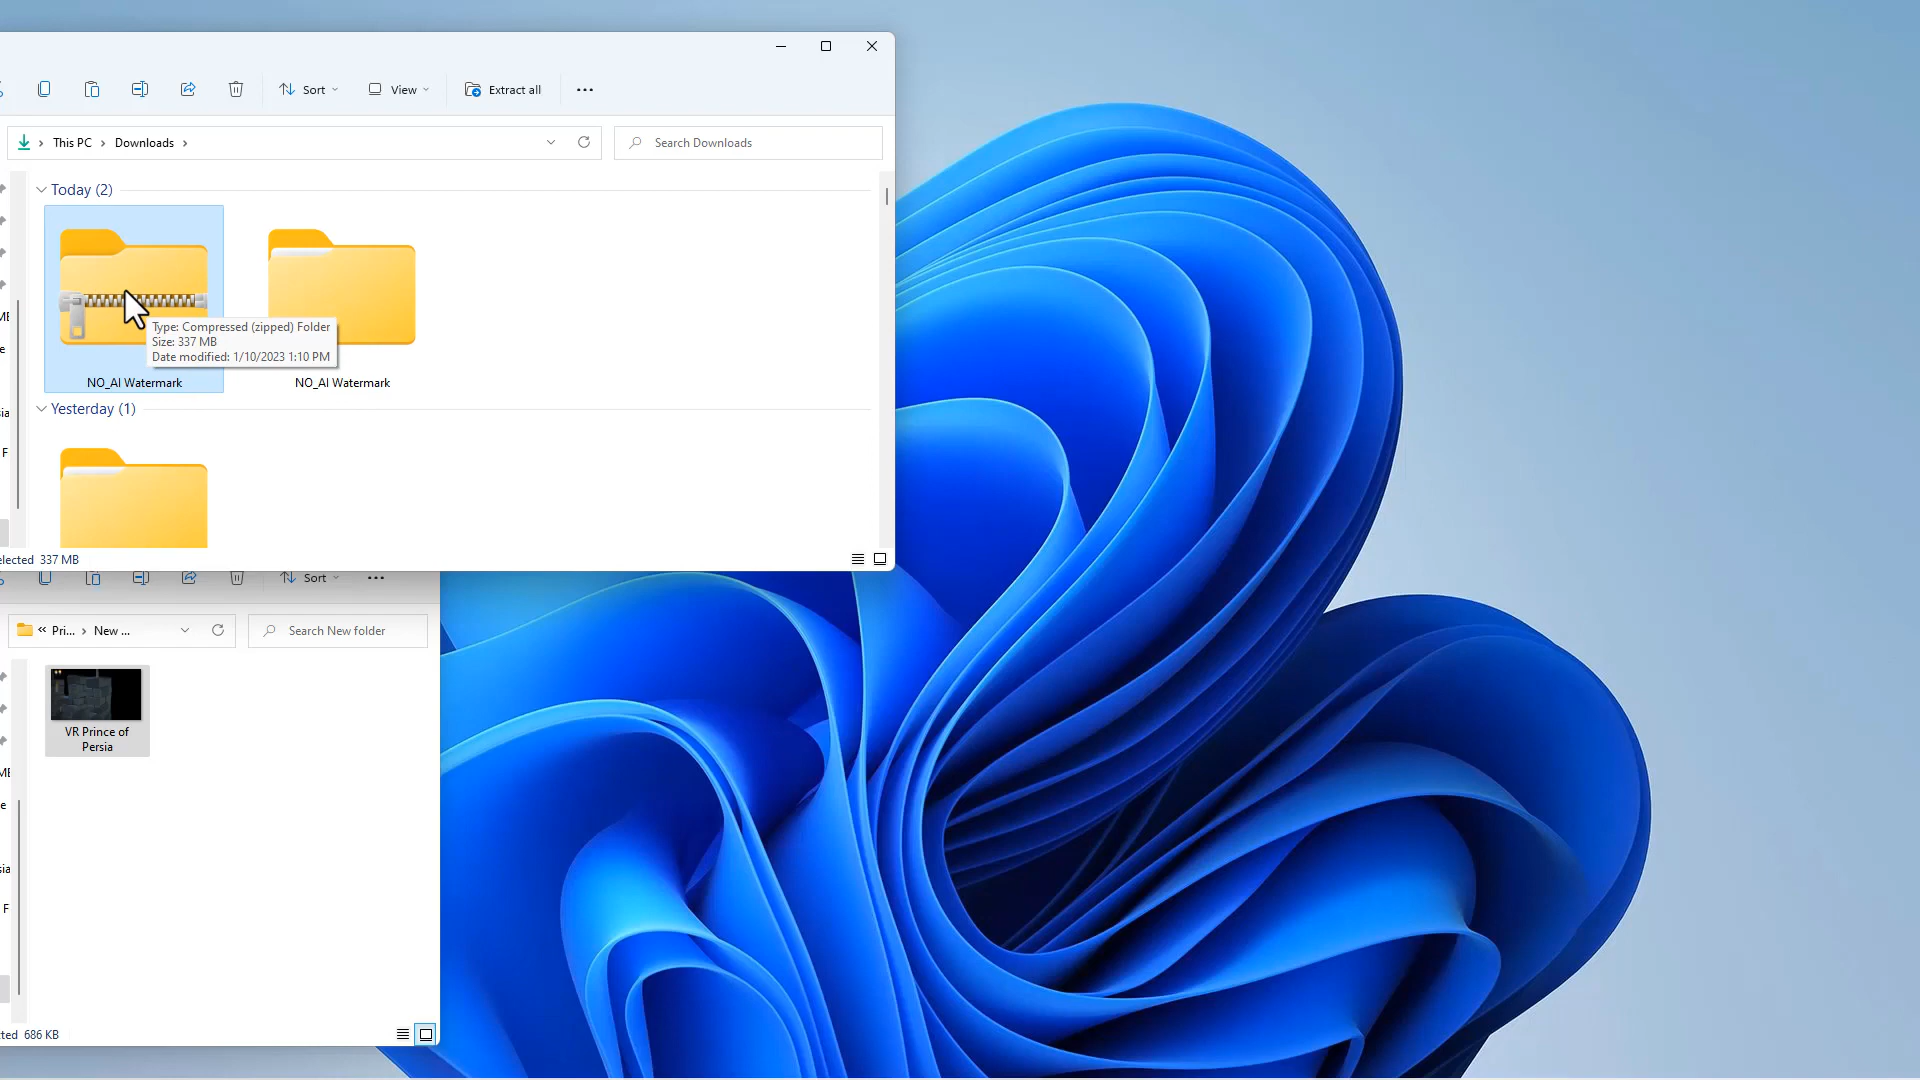 Sort View Extract all
This PC Downloads Search Downloads
Today (2)
Type: Compressed (zipped) Folder
Size: 337 MB
Date modified: 1/10/2023 1:10 PM
NO_AI Watermark NO_AI Watermark
Yesterday (1)
elected 337 MB
Sort
« Pri... New ... Search New folder
VR Prince of
Persia
cted 686 KB